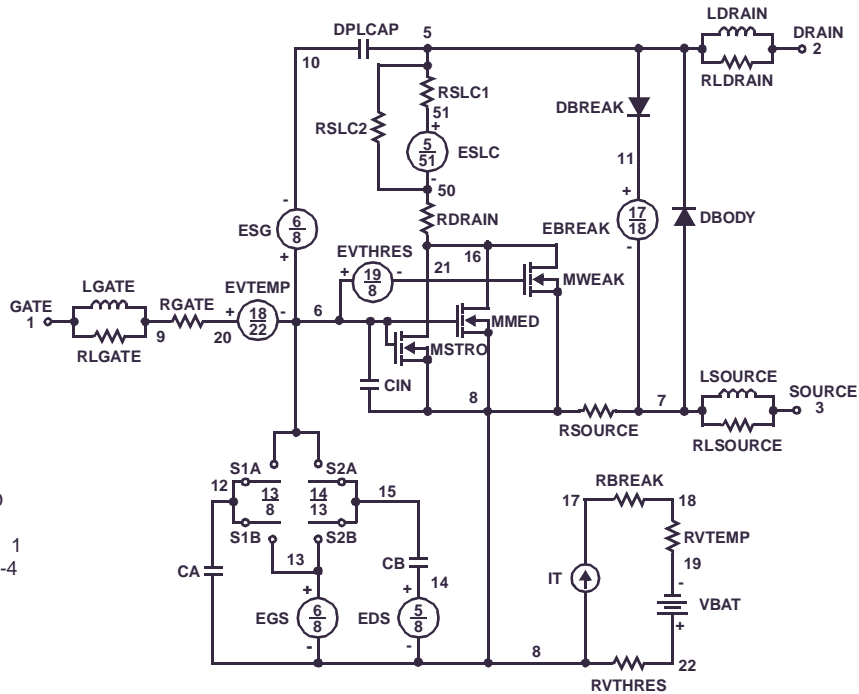 LDRAIN
DPLCAP 5 DRAIN
10 2
RLDRAIN
RSLC1
DBREAK
RSLC2 51
+
5
51
ESLC
-
50
11
-
+
6
8
ESG
+
RDRAIN
17
18
EBREAK
-
DBODY
EVTHRES
16
+ 19
8 - 21
MWEAK
LGATE
EVTEMP
GATE
1
RGATE
+ 18
22 -
6
MMED
9
20
RLGATE
MSTRO
CIN
LSOURCE
8
7
SOURCE
3
RSOURCE
RLSOURCE
S1A S2A
12
13
8
14
13
15
RBREAK
17 18
S1B S2B
13
RVTEMP
CB
CA
14
IT
19
-
+
6
8
EGS
-
+
5
8
EDS
-
VBAT
+
8
22
RVTHRES
1
-4